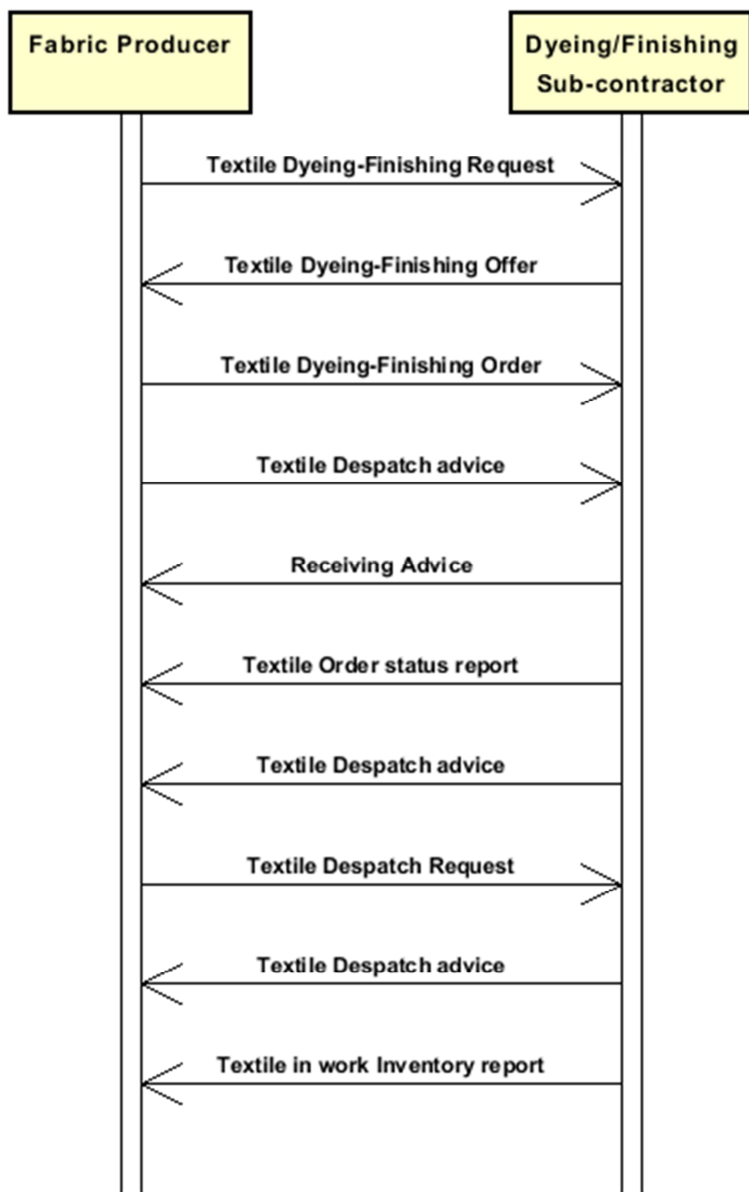 Fabric Producer
Dyeing/Finishing
Sub-contractor
Textile Dyeing-Finishing Request
Textile Dyeing-Finishing Offer
Textile Dyeing-Finishing Order
Textile Despatch advice
Receiving Advice
Textile Order status report
Textile Despatch advice
Textile Despatch Request
Textile Despatch advice
Textile in work Inventory report